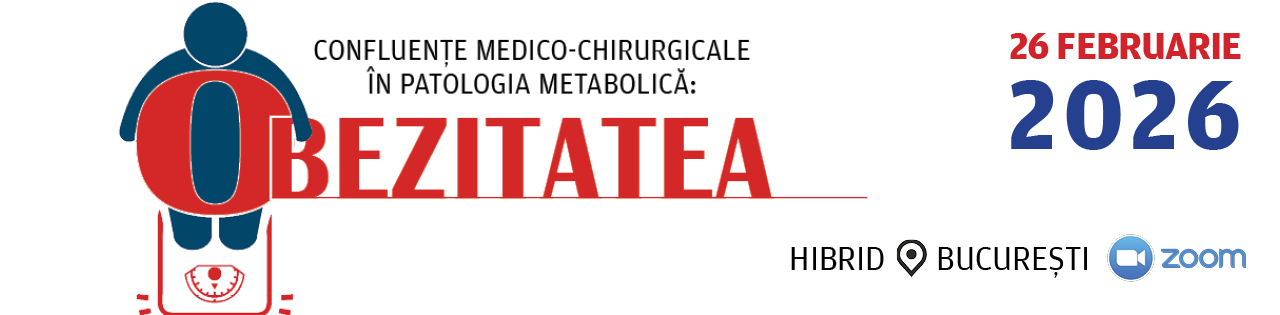 CONFLUENȚE MEDICO-CHIRURGICALE
ÎN PATOLOGIA METABOLICĂ:
OBEZITATEA
26 FEBRUARIE
2026
HIBRID BUCUREȘTI zoom